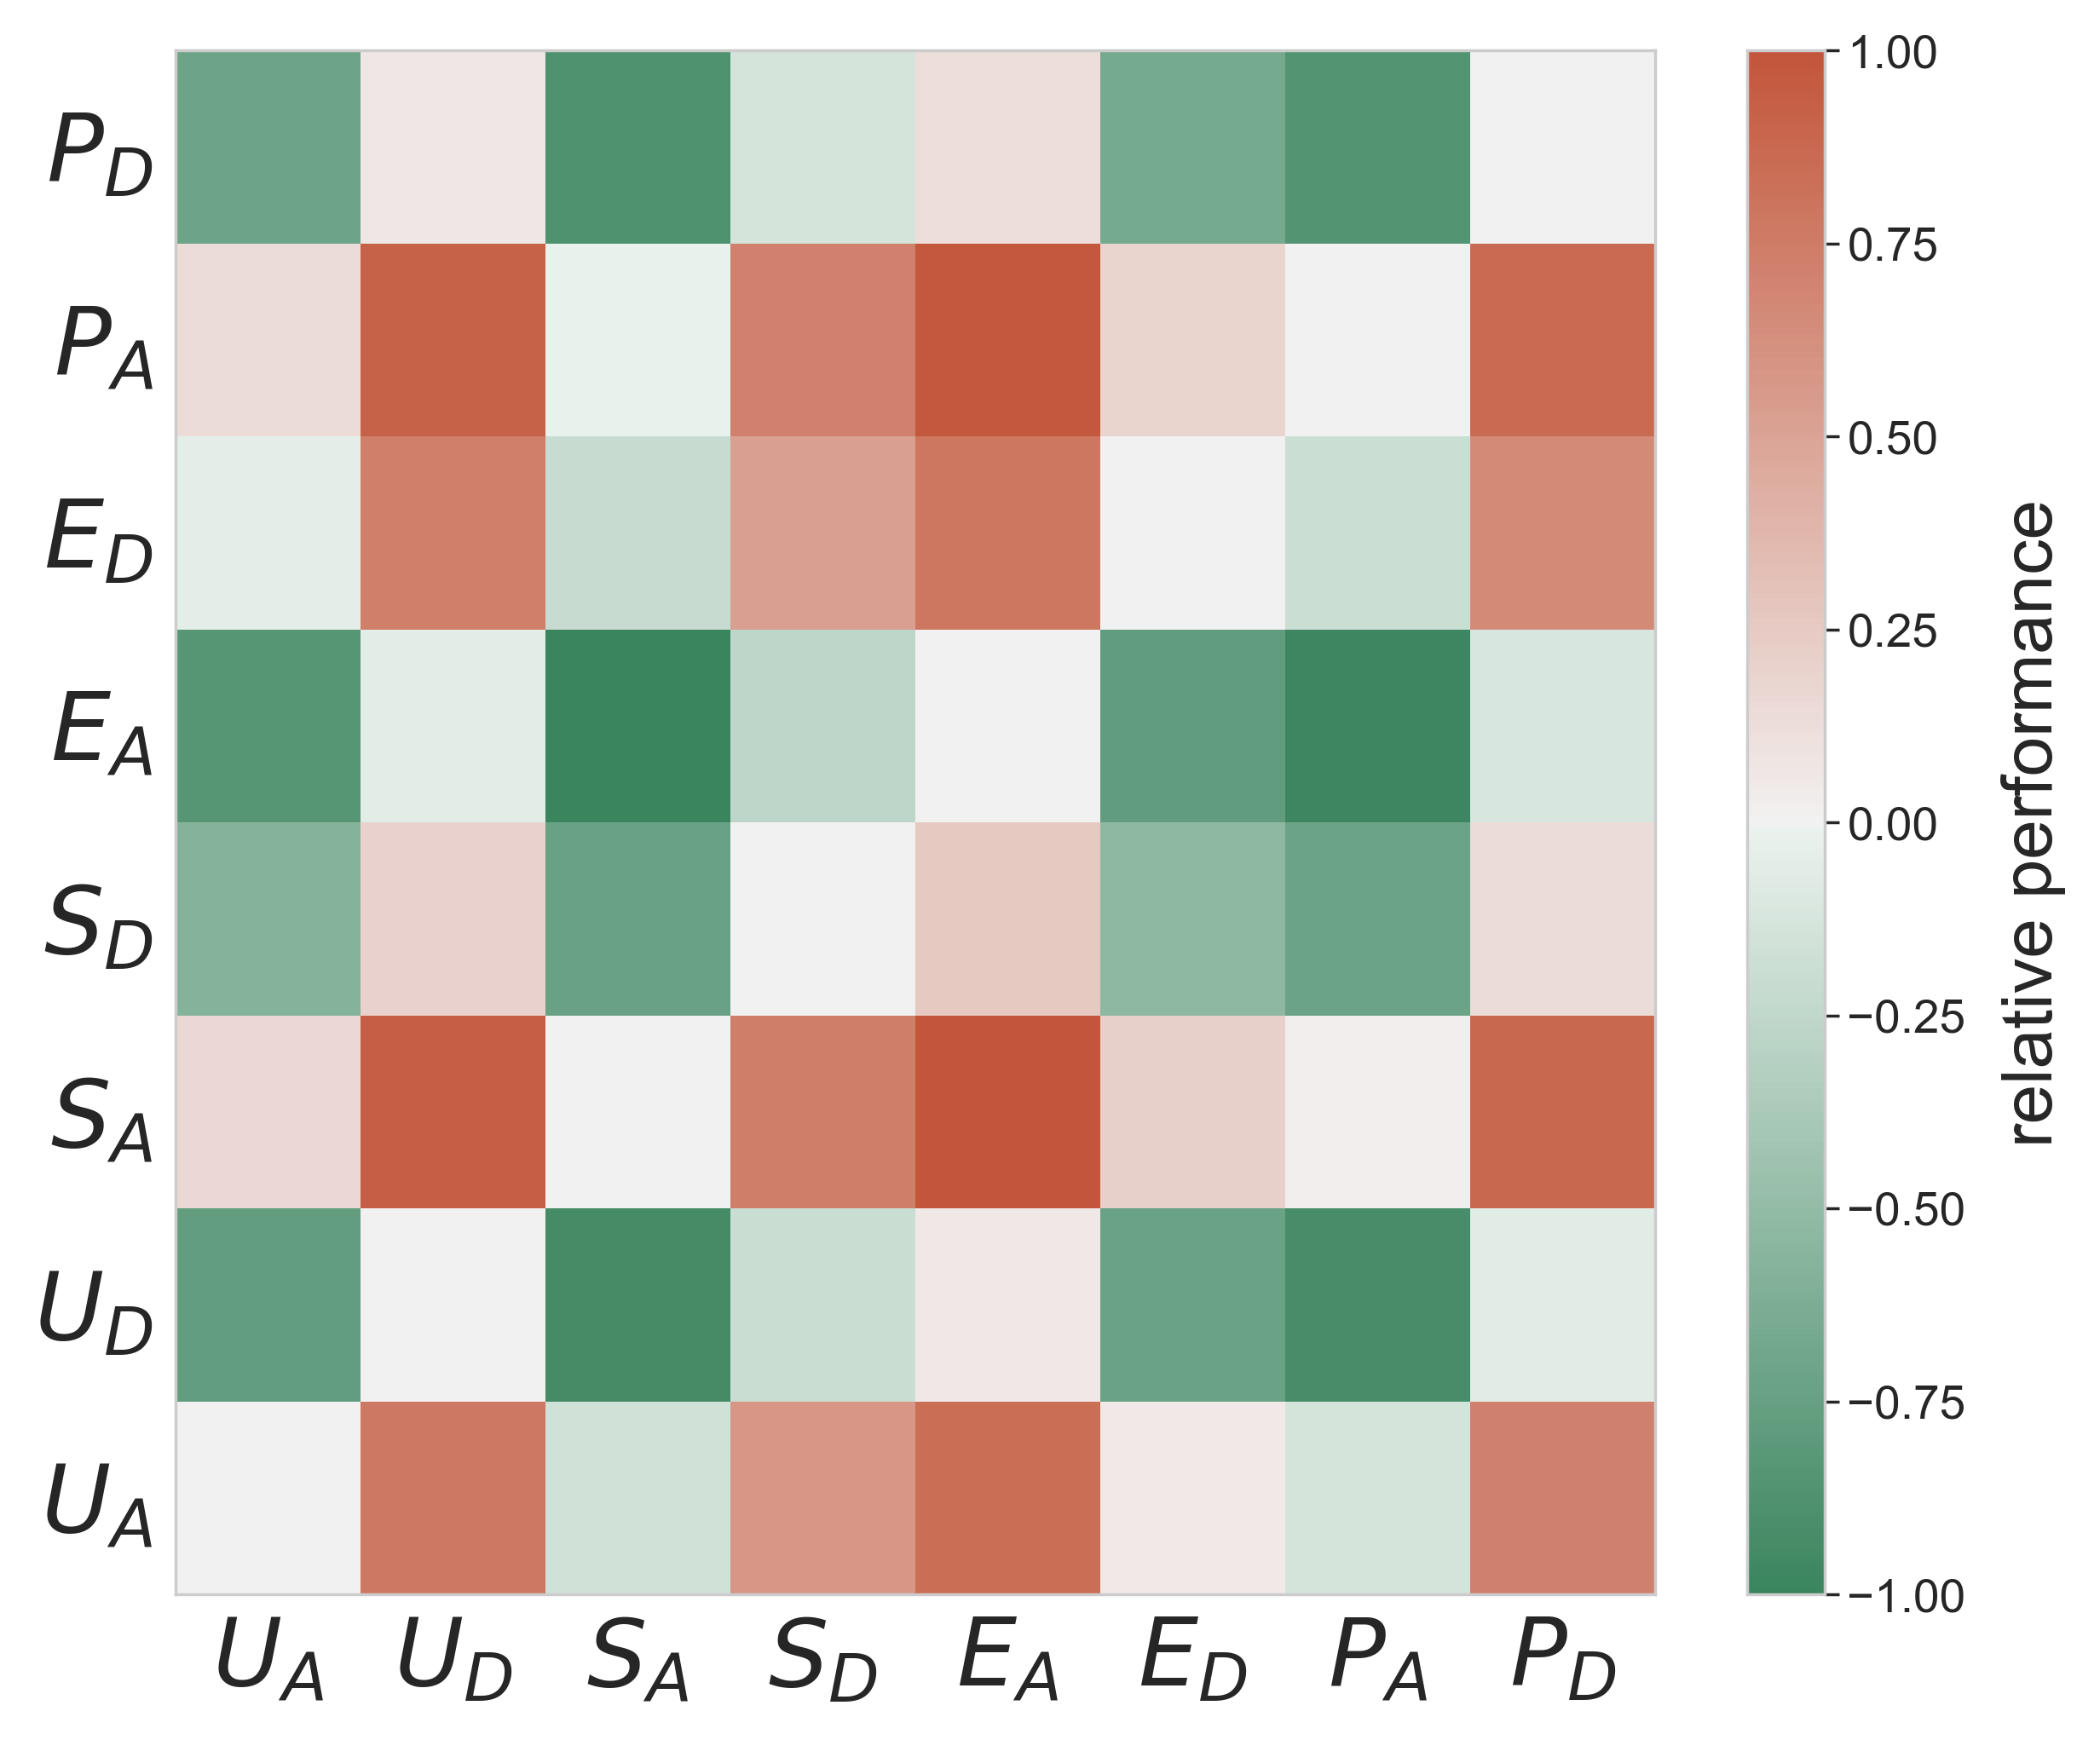 P_D
P_A
E_D
E_A
S_D
S_A
U_D
U_A
U_A U_D S_A S_D E_A E_D P_A P_D
1.00
0.75
0.50
0.25
0.00
−0.25
−0.50
−0.75
−1.00
relative performance